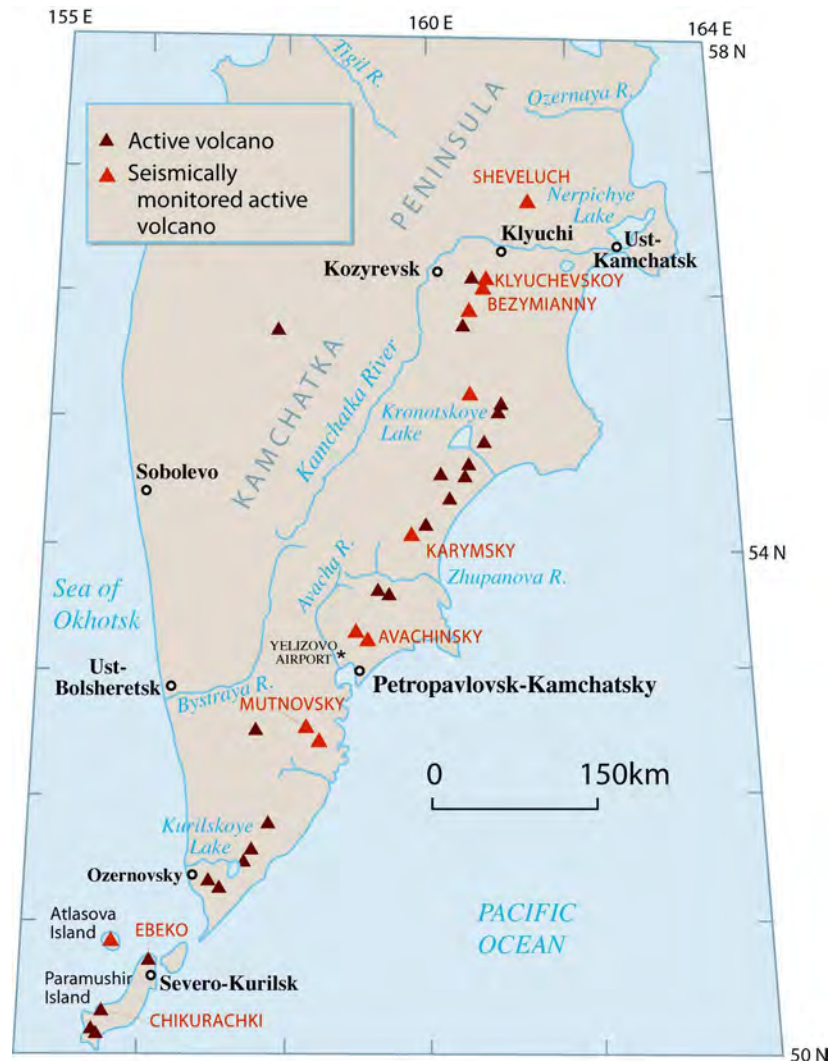 155 E
160 E
164 E
58 N
Tigil R.
Ozernaya R.
Active volcano
Seismically
monitored active
volcano
PENINSULA
SHEVELUCH
Nerpichye
Lake
Klyuchi
Ust-
Kamchatsk
Kozyrevsk
KLYUCHEVSKOY
BEZYMIANNY
KAMCHATKA
Kamchatka River
Kronotskoye
Lake
Sobolevo
KARYMSKY
54 N
Sea of
Okhotsk
Avacha R.
Zhupanova R.
YELIZOVO
AIRPORT
*
AVACHINSKY
Ust-
Bolsheretsk
Petropavlovsk-Kamchatsky
Bystraya R.
MUTNOVSKY
0
150km
Kurilskoye
Lake
Ozernovsky
Atlasova
Island
EBEKO
PACIFIC
OCEAN
Severo-Kurilsk
Paramushir
Island
CHIKURACHKI
50 N